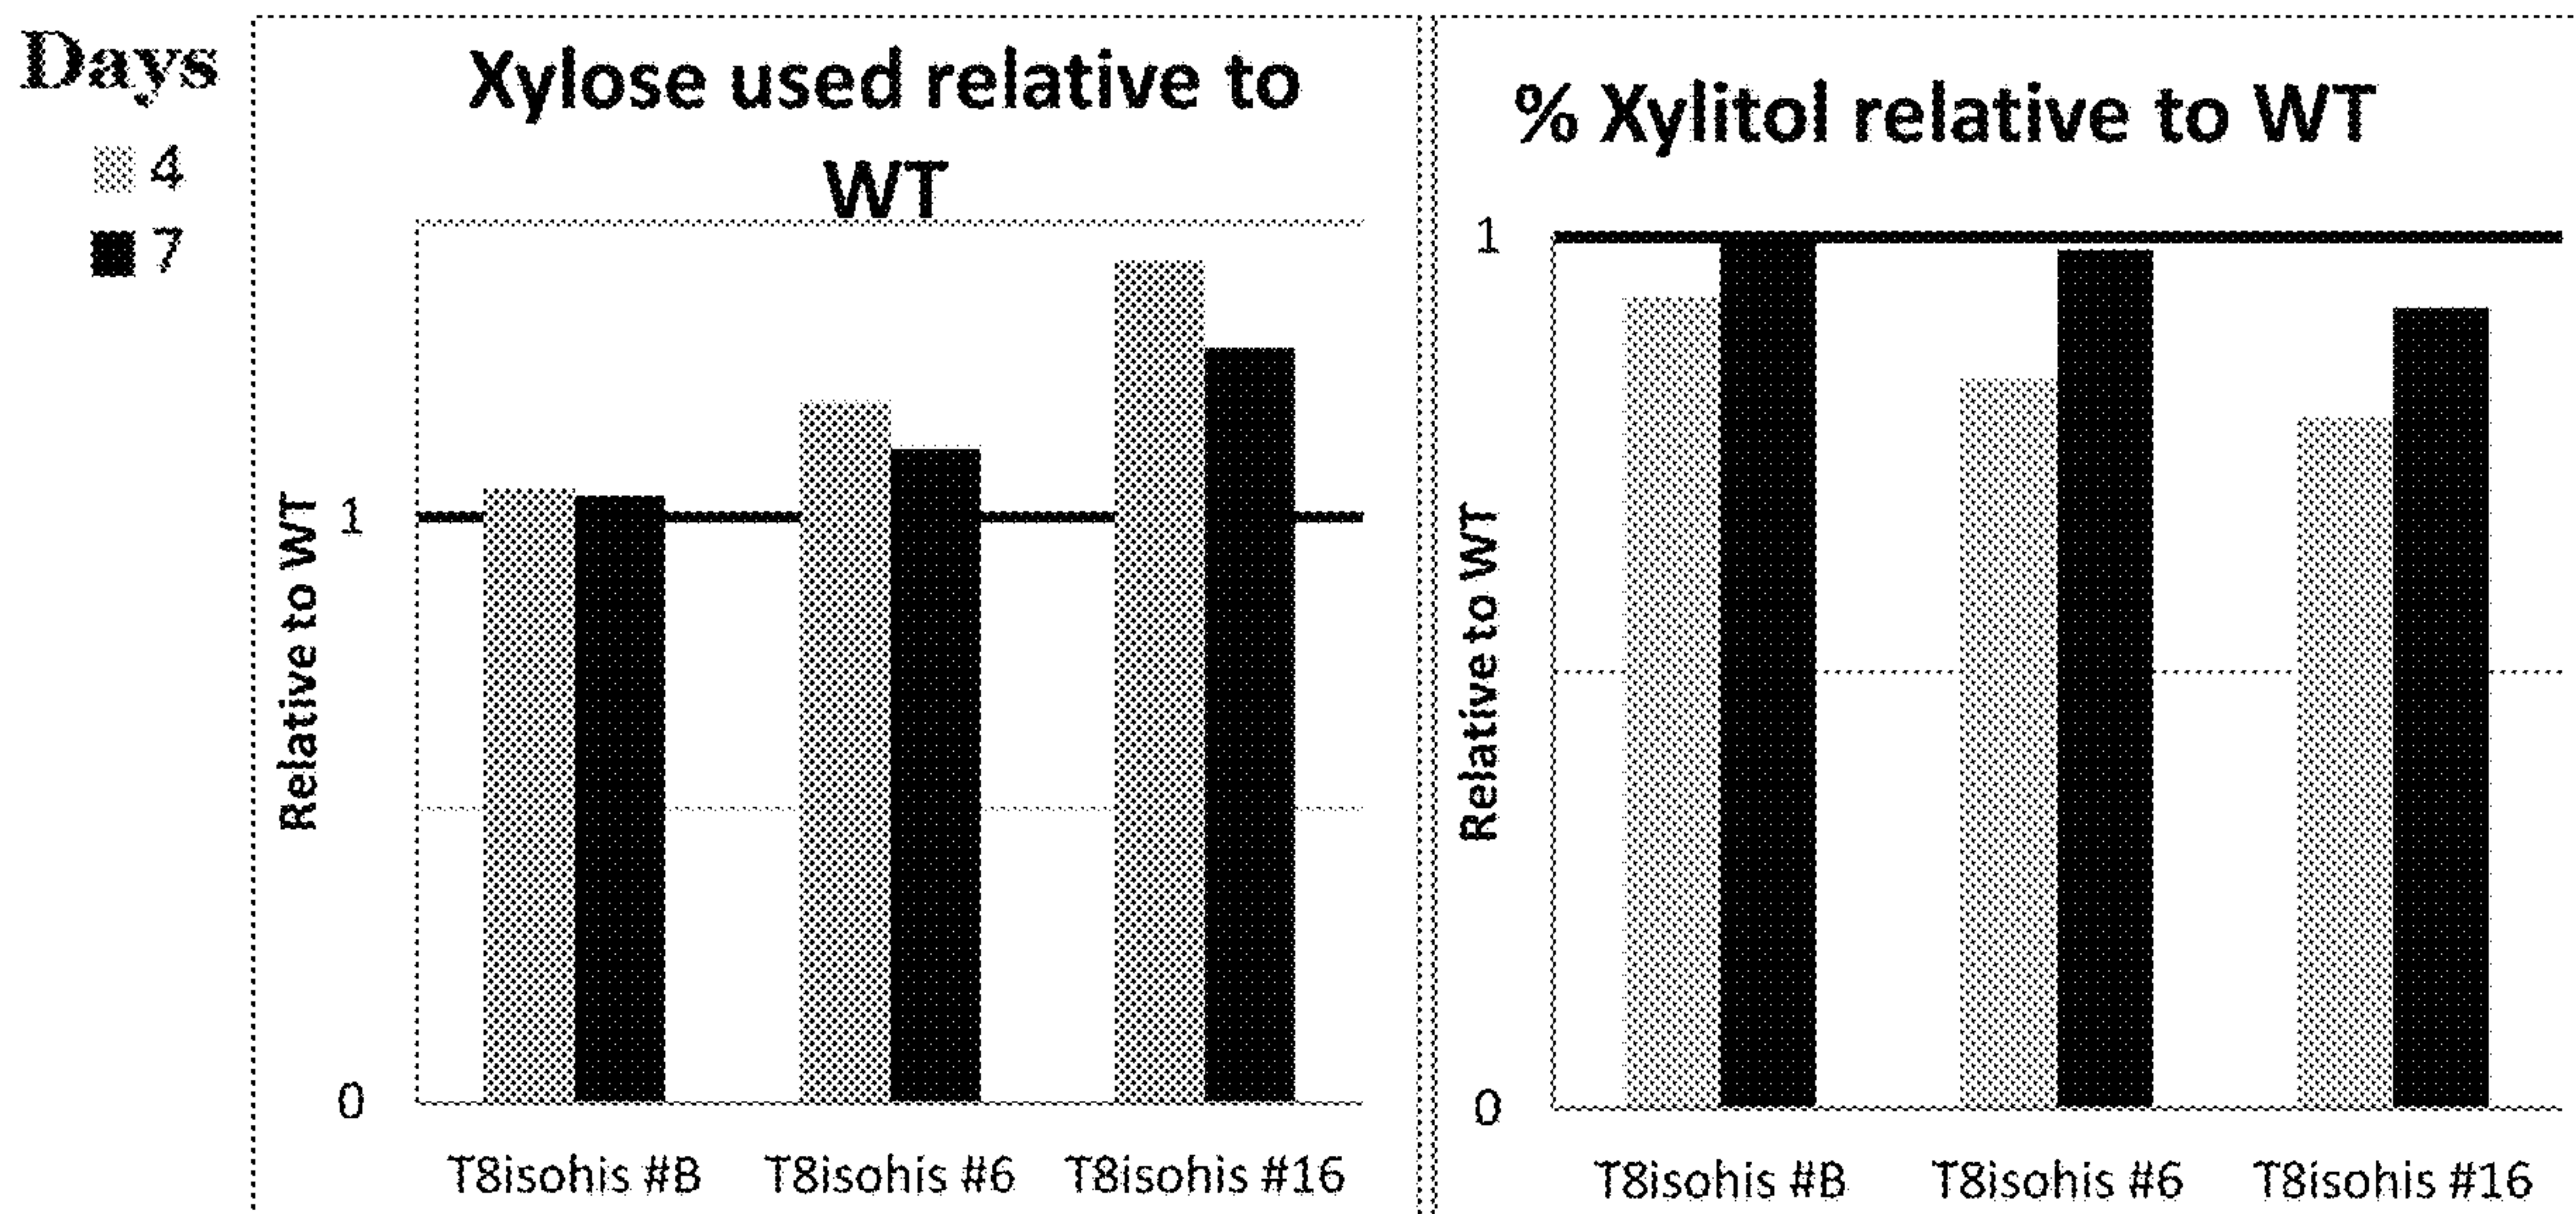 Days
4
7
Xylose used relative to
WT
Relative to WT
1
0
T8isohis #B T8isohis #6 T8isohis #16
% Xylitol relative to WT
Relative to WT
1
0
T8isohis #B T8isohis #6 T8isohis #16